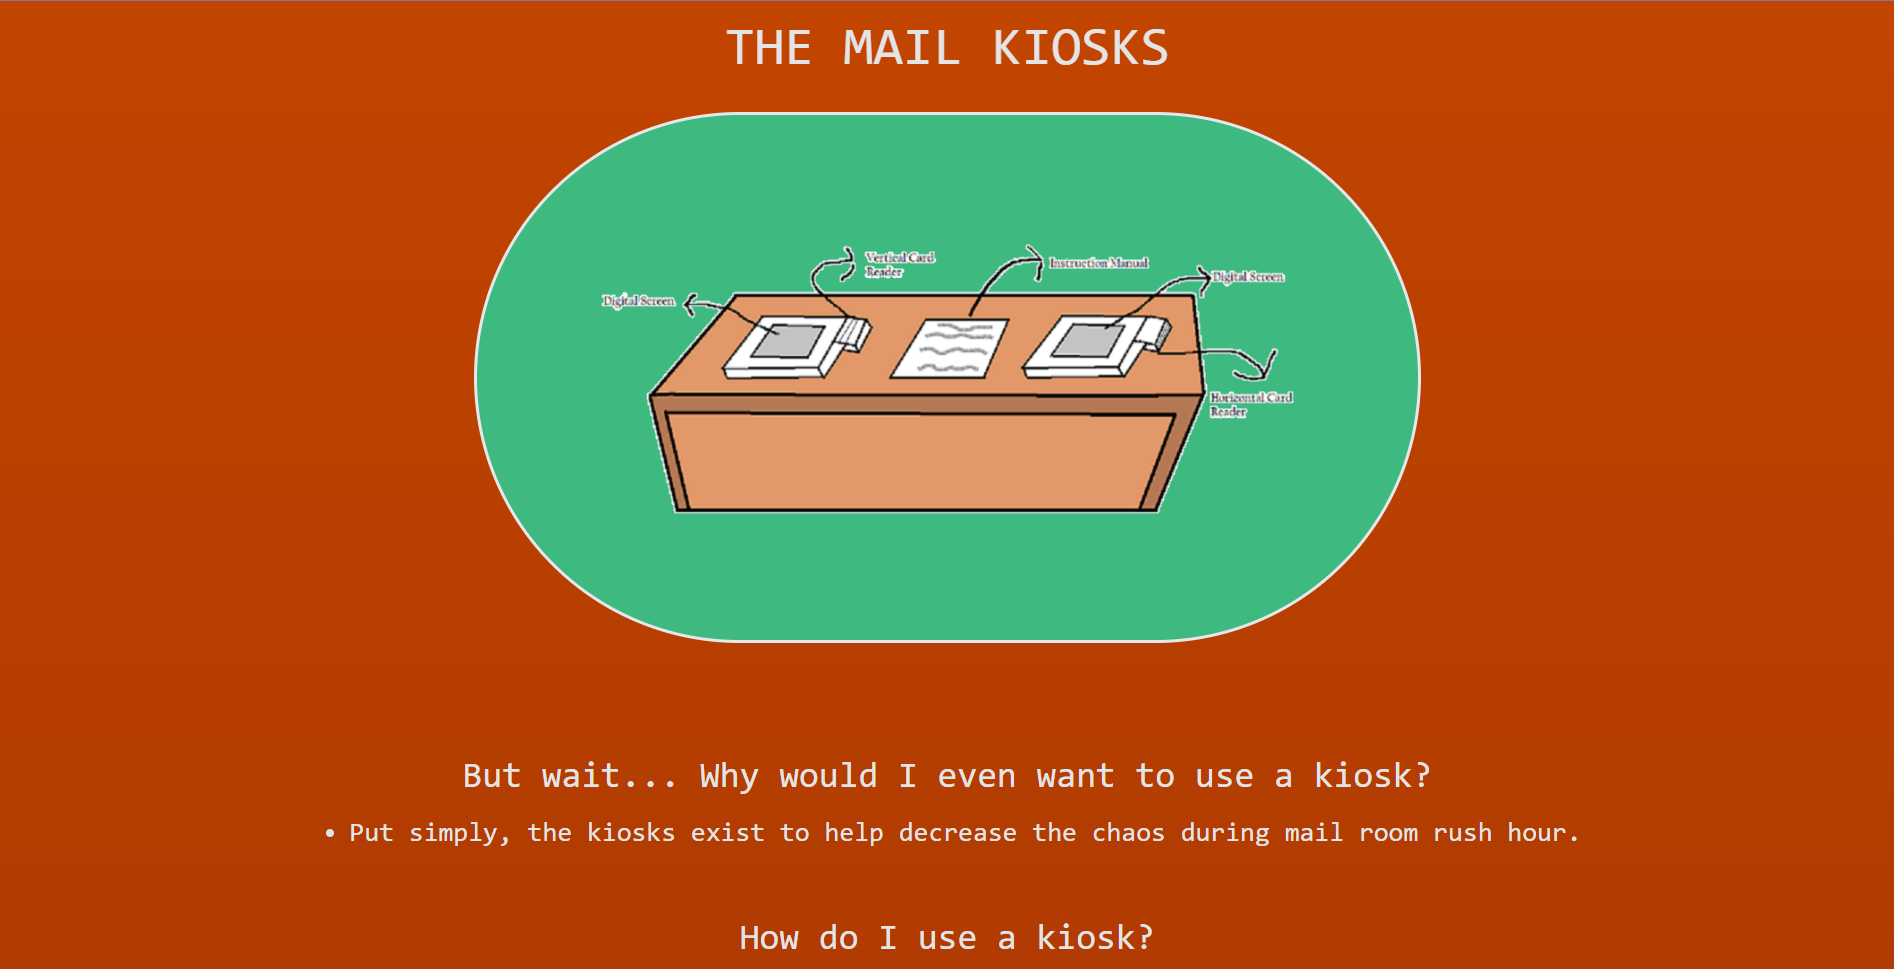 THE MAIL KIOSKS
Vertical Card
Reader
Instruction Manual
Digital Screen
Digital Screen
Horizontal Card
Reader
But wait... Why would I even want to use a kiosk?
• Put simply, the kiosks exist to help decrease the chaos during mail room rush hour.
How do I use a kiosk?